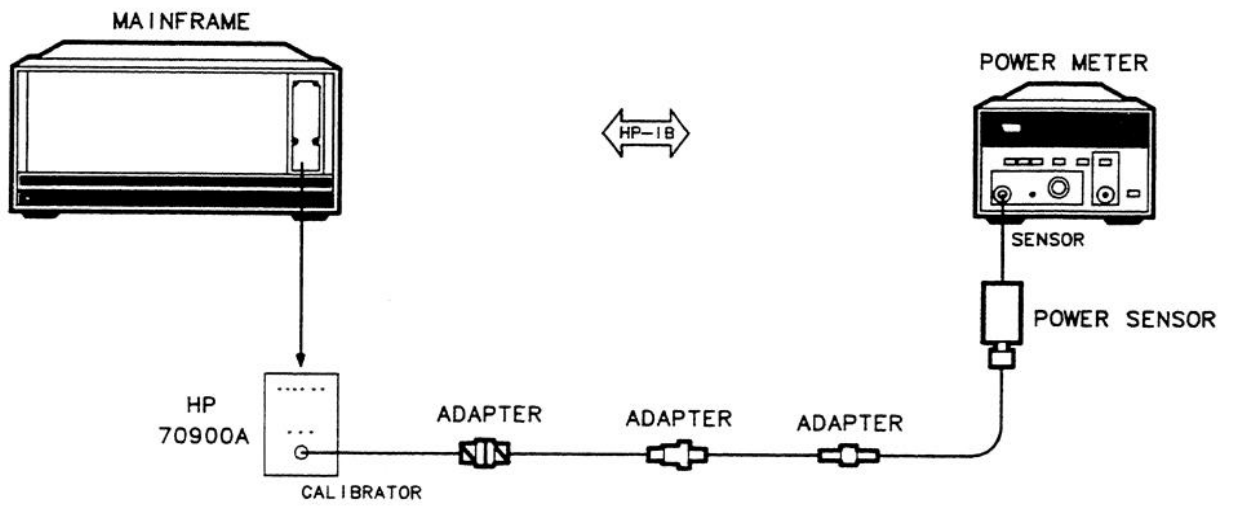 MAINFRAME
POWER METER
HP-IB
SENSOR
POWER SENSOR
HP
70900A
ADAPTER
ADAPTER
ADAPTER
CALIBRATOR